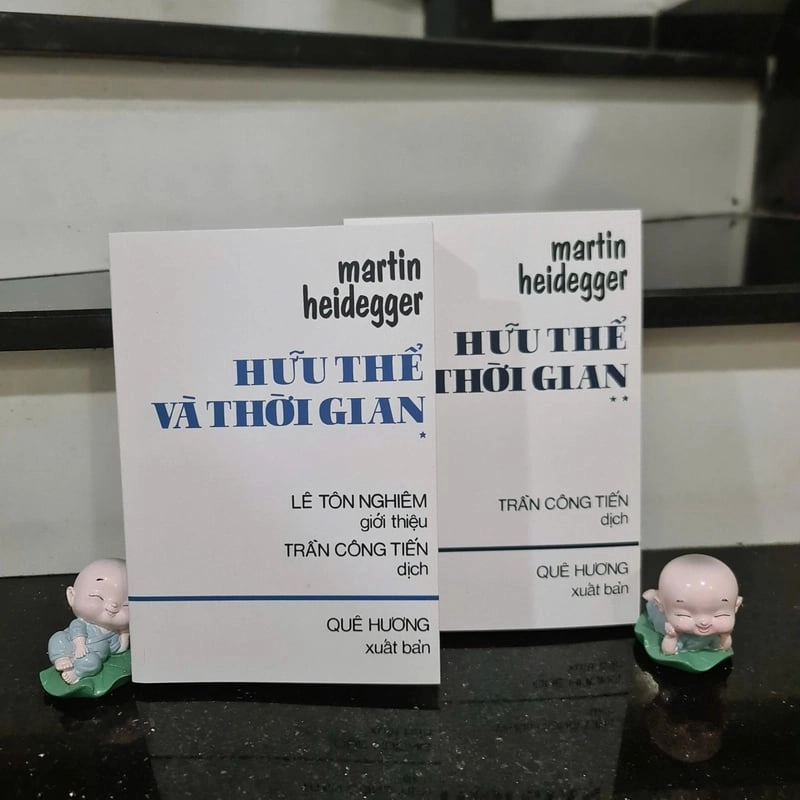 martin
heidegger
HỮU THỂ
VÀ THỜI GIAN
*
LÊ TÔN NGHIÊM
giới thiệu
TRẦN CÔNG TIẾN
dịch
QUÊ HƯƠNG
xuất bản
martin
heidegger
HỮU THỂ
THỜI GIAN
**
TRẦN CÔNG TIẾN
dịch
QUÊ HƯƠNG
xuất bản